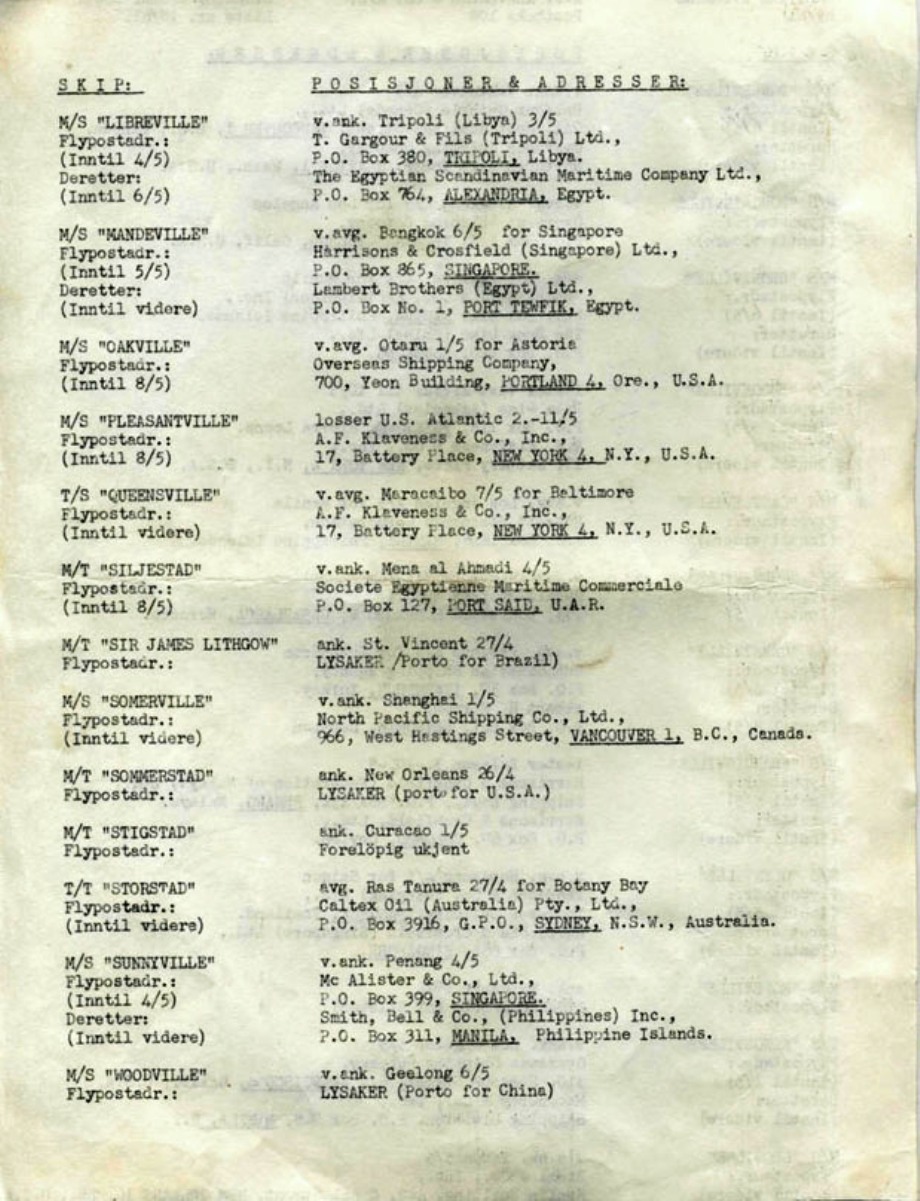 SKIP: POSISJONER & ADRESSER:
M/S "LIBREVILLE" v.ank. Tripoli (Libya) 3/5
Flypostadr.: T. Gargour & Fils (Tripoli) Ltd.,
(Inntil 4/5) P.O. Box 380, TRIPOLI, Libya.
Deretter: The Egyptian Scandinavian Maritime Company Ltd.,
(Inntil 6/5) P.O. Box 764, ALEXANDRIA, Egypt.
M/S "MANDEVILLE" v.avg. Bangkok 6/5 for Singapore
Flypostadr.: Harrisons & Crosfield (Singapore) Ltd.,
(Inntil 5/5) P.O. Box 865, SINGAPORE.
Deretter: Lambert Brothers (Egypt) Ltd.,
(Inntil videre) P.O. Box No. 1, PORT TEWFIK, Egypt.
M/S "OAKVILLE" v.avg. Otaru 1/5 for Astoria
Flypostadr.: Overseas Shipping Company,
(Inntil 8/5) 700, Yeon Building, PORTLAND 4, Ore., U.S.A.
M/S "PLEASANTVILLE" losser U.S. Atlantic 2.-11/5
Flypostadr.: A.F. Klaveness & Co., Inc.,
(Inntil 8/5) 17, Battery Place, NEW YORK 4, N.Y., U.S.A.
T/S "QUEENSVILLE" v.avg. Maracaibo 7/5 for Baltimore
Flypostadr.: A.F. Klaveness & Co., Inc.,
(Inntil videre) 17, Battery Place, NEW YORK 4, N.Y., U.S.A.
M/T "SILJESTAD" v.ank. Mena al Ahmadi 4/5
Flypostadr.: Societe Egyptienne Maritime Commerciale
(Inntil 8/5) P.O. Box 127, PORT SAID, U.A.R.
M/T "SIR JAMES LITHGOW" ank. St. Vincent 27/4
Flypostadr.: LYSAKER /Porto for Brazil)
M/S "SOMERVILLE" v.ank. Shanghai 1/5
Flypostadr.: North Pacific Shipping Co., Ltd.,
(Inntil videre) 966, West Hastings Street, VANCOUVER 1, B.C., Canada.
M/T "SOMMERSTAD" ank. New Orleans 26/4
Flypostadr.: LYSAKER (porto for U.S.A.)
M/T "STIGSTAD" ank. Curacao 1/5
Flypostadr.: Forelöpig ukjent
T/T "STORSTAD" avg. Ras Tanura 27/4 for Botany Bay
Flypostadr.: Caltex Oil (Australia) Pty., Ltd.,
(Inntil videre) P.O. Box 3916, G.P.O., SYDNEY, N.S.W., Australia.
M/S "SUNNYVILLE" v.ank. Penang 4/5
Flypostadr.: Mc Alister & Co., Ltd.,
(Inntil 4/5) P.O. Box 399, SINGAPORE.
Deretter: Smith, Bell & Co., (Philippines) Inc.,
(Inntil videre) P.O. Box 311, MANILA, Philippine Islands.
M/S "WOODVILLE" v.ank. Geelong 6/5
Flypostadr.: LYSAKER (Porto for China)